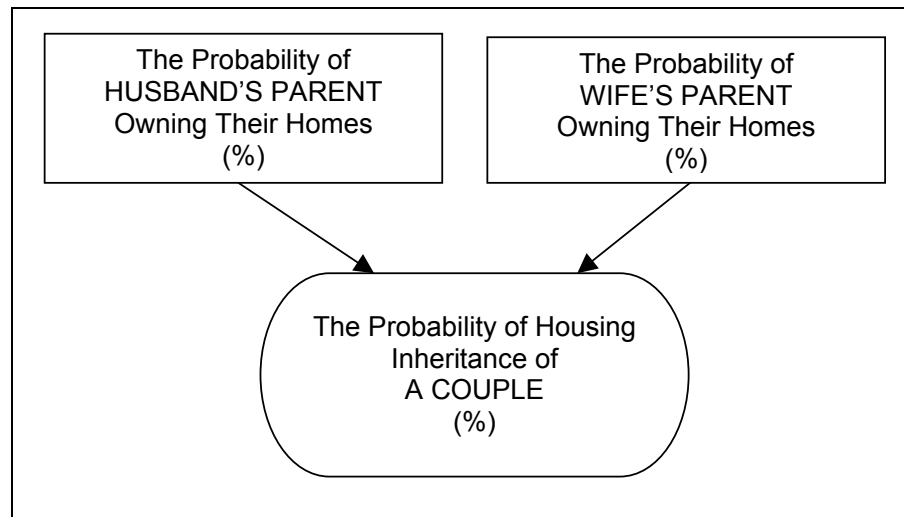 The Probability of
HUSBAND'S PARENT
Owning Their Homes
(%)
The Probability of
WIFE'S PARENT
Owning Their Homes
(%)
The Probability of Housing
Inheritance of
A COUPLE
(%)